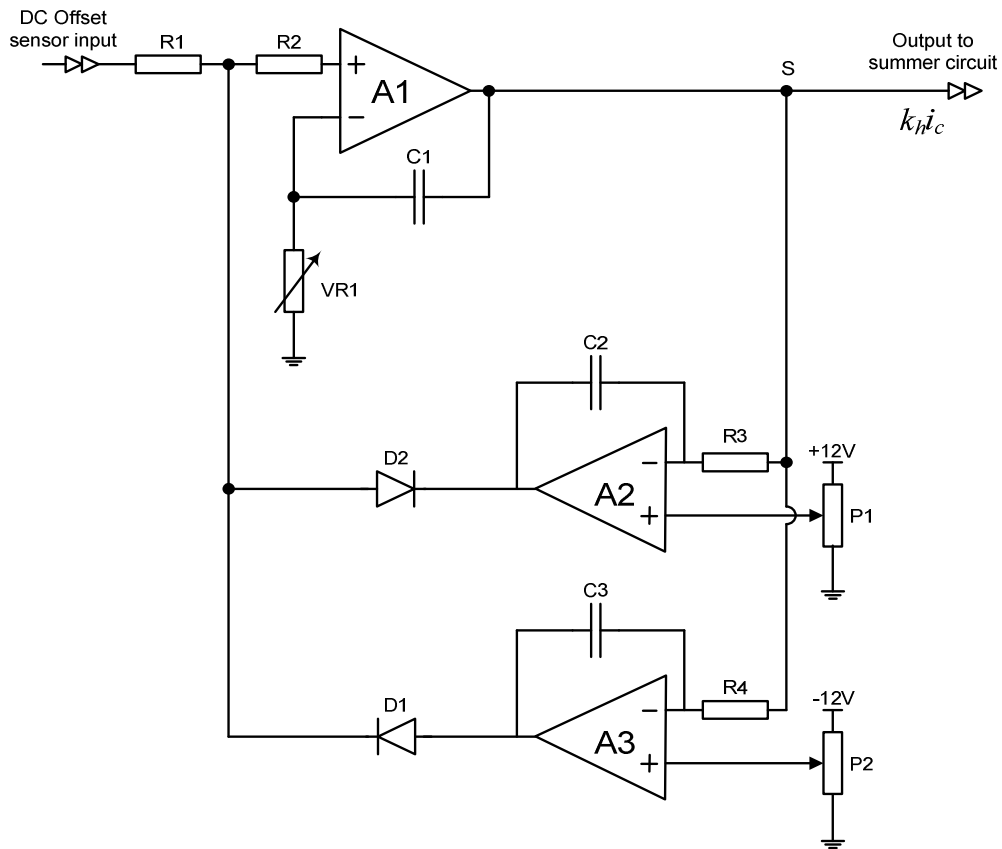 DC Offset
sensor input
R1
R2
+
A1
−
C1
VR1
S
Output to
summer circuit
k_h i_c
C2
R3
+12V
D2
−
A2
+
P1
C3
R4
-12V
D1
−
A3
+
P2